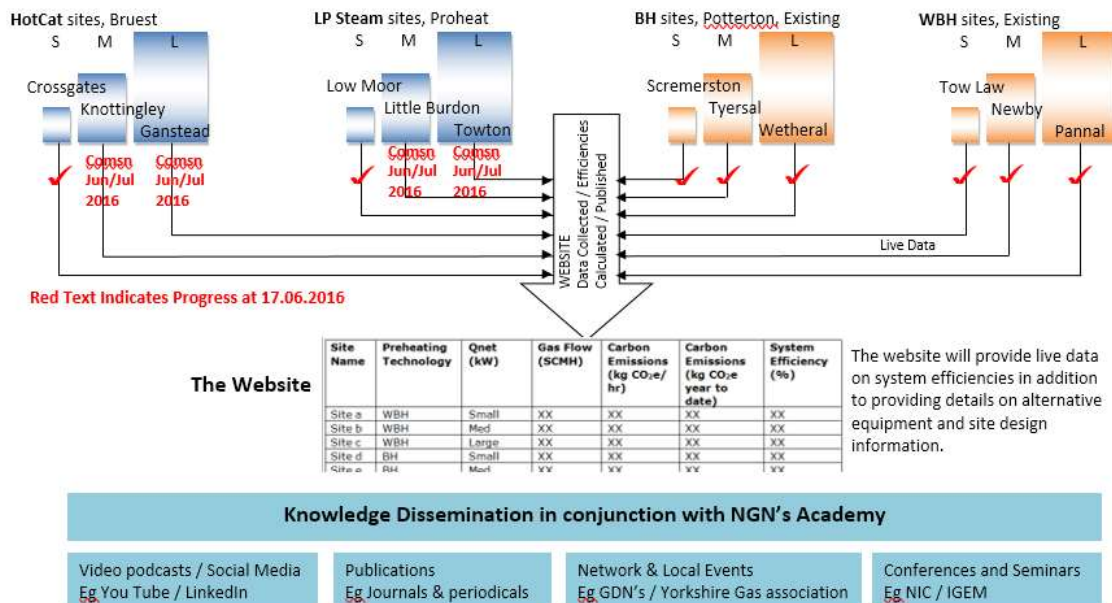 HotCat sites, Bruest
S M L
Crossgates
Knottingley
Ganstead
Comsn
Jun/Jul
2016
Comsn
Jun/Jul
2016
LP Steam sites, Proheat
S M L
Low Moor
Little Burdon
Towton
Comsn
Jun/Jul
2016
Comsn
Jun/Jul
2016
BH sites, Potterton, Existing
S M L
Scremerston
Tyersal
Wetheral
WBH sites, Existing
S M L
Tow Law
Newby
Pannal
WEBSITE
Data Collected / Efficiencies
Calculated / Published
Live Data
Red Text Indicates Progress at 17.06.2016
The Website
Site Name Preheating Technology Qnet (kW) Gas Flow (SCMH) Carbon Emissions (kg CO₂e/ hr) Carbon Emissions (kg CO₂e year to date) System Efficiency (%)
Site a WBH Small XX XX XX XX
Site b WBH Med XX XX XX XX
Site c WBH Large XX XX XX XX
Site d BH Small XX XX XX XX
Site e BH Med XX XX XX XX
The website will provide live data
on system efficiencies in addition
to providing details on alternative
equipment and site design
information.
Knowledge Dissemination in conjunction with NGN's Academy
Video podcasts / Social Media
Eg You Tube / LinkedIn
Publications
Eg Journals & periodicals
Network & Local Events
Eg GDN's / Yorkshire Gas association
Conferences and Seminars
Eg NIC / IGEM